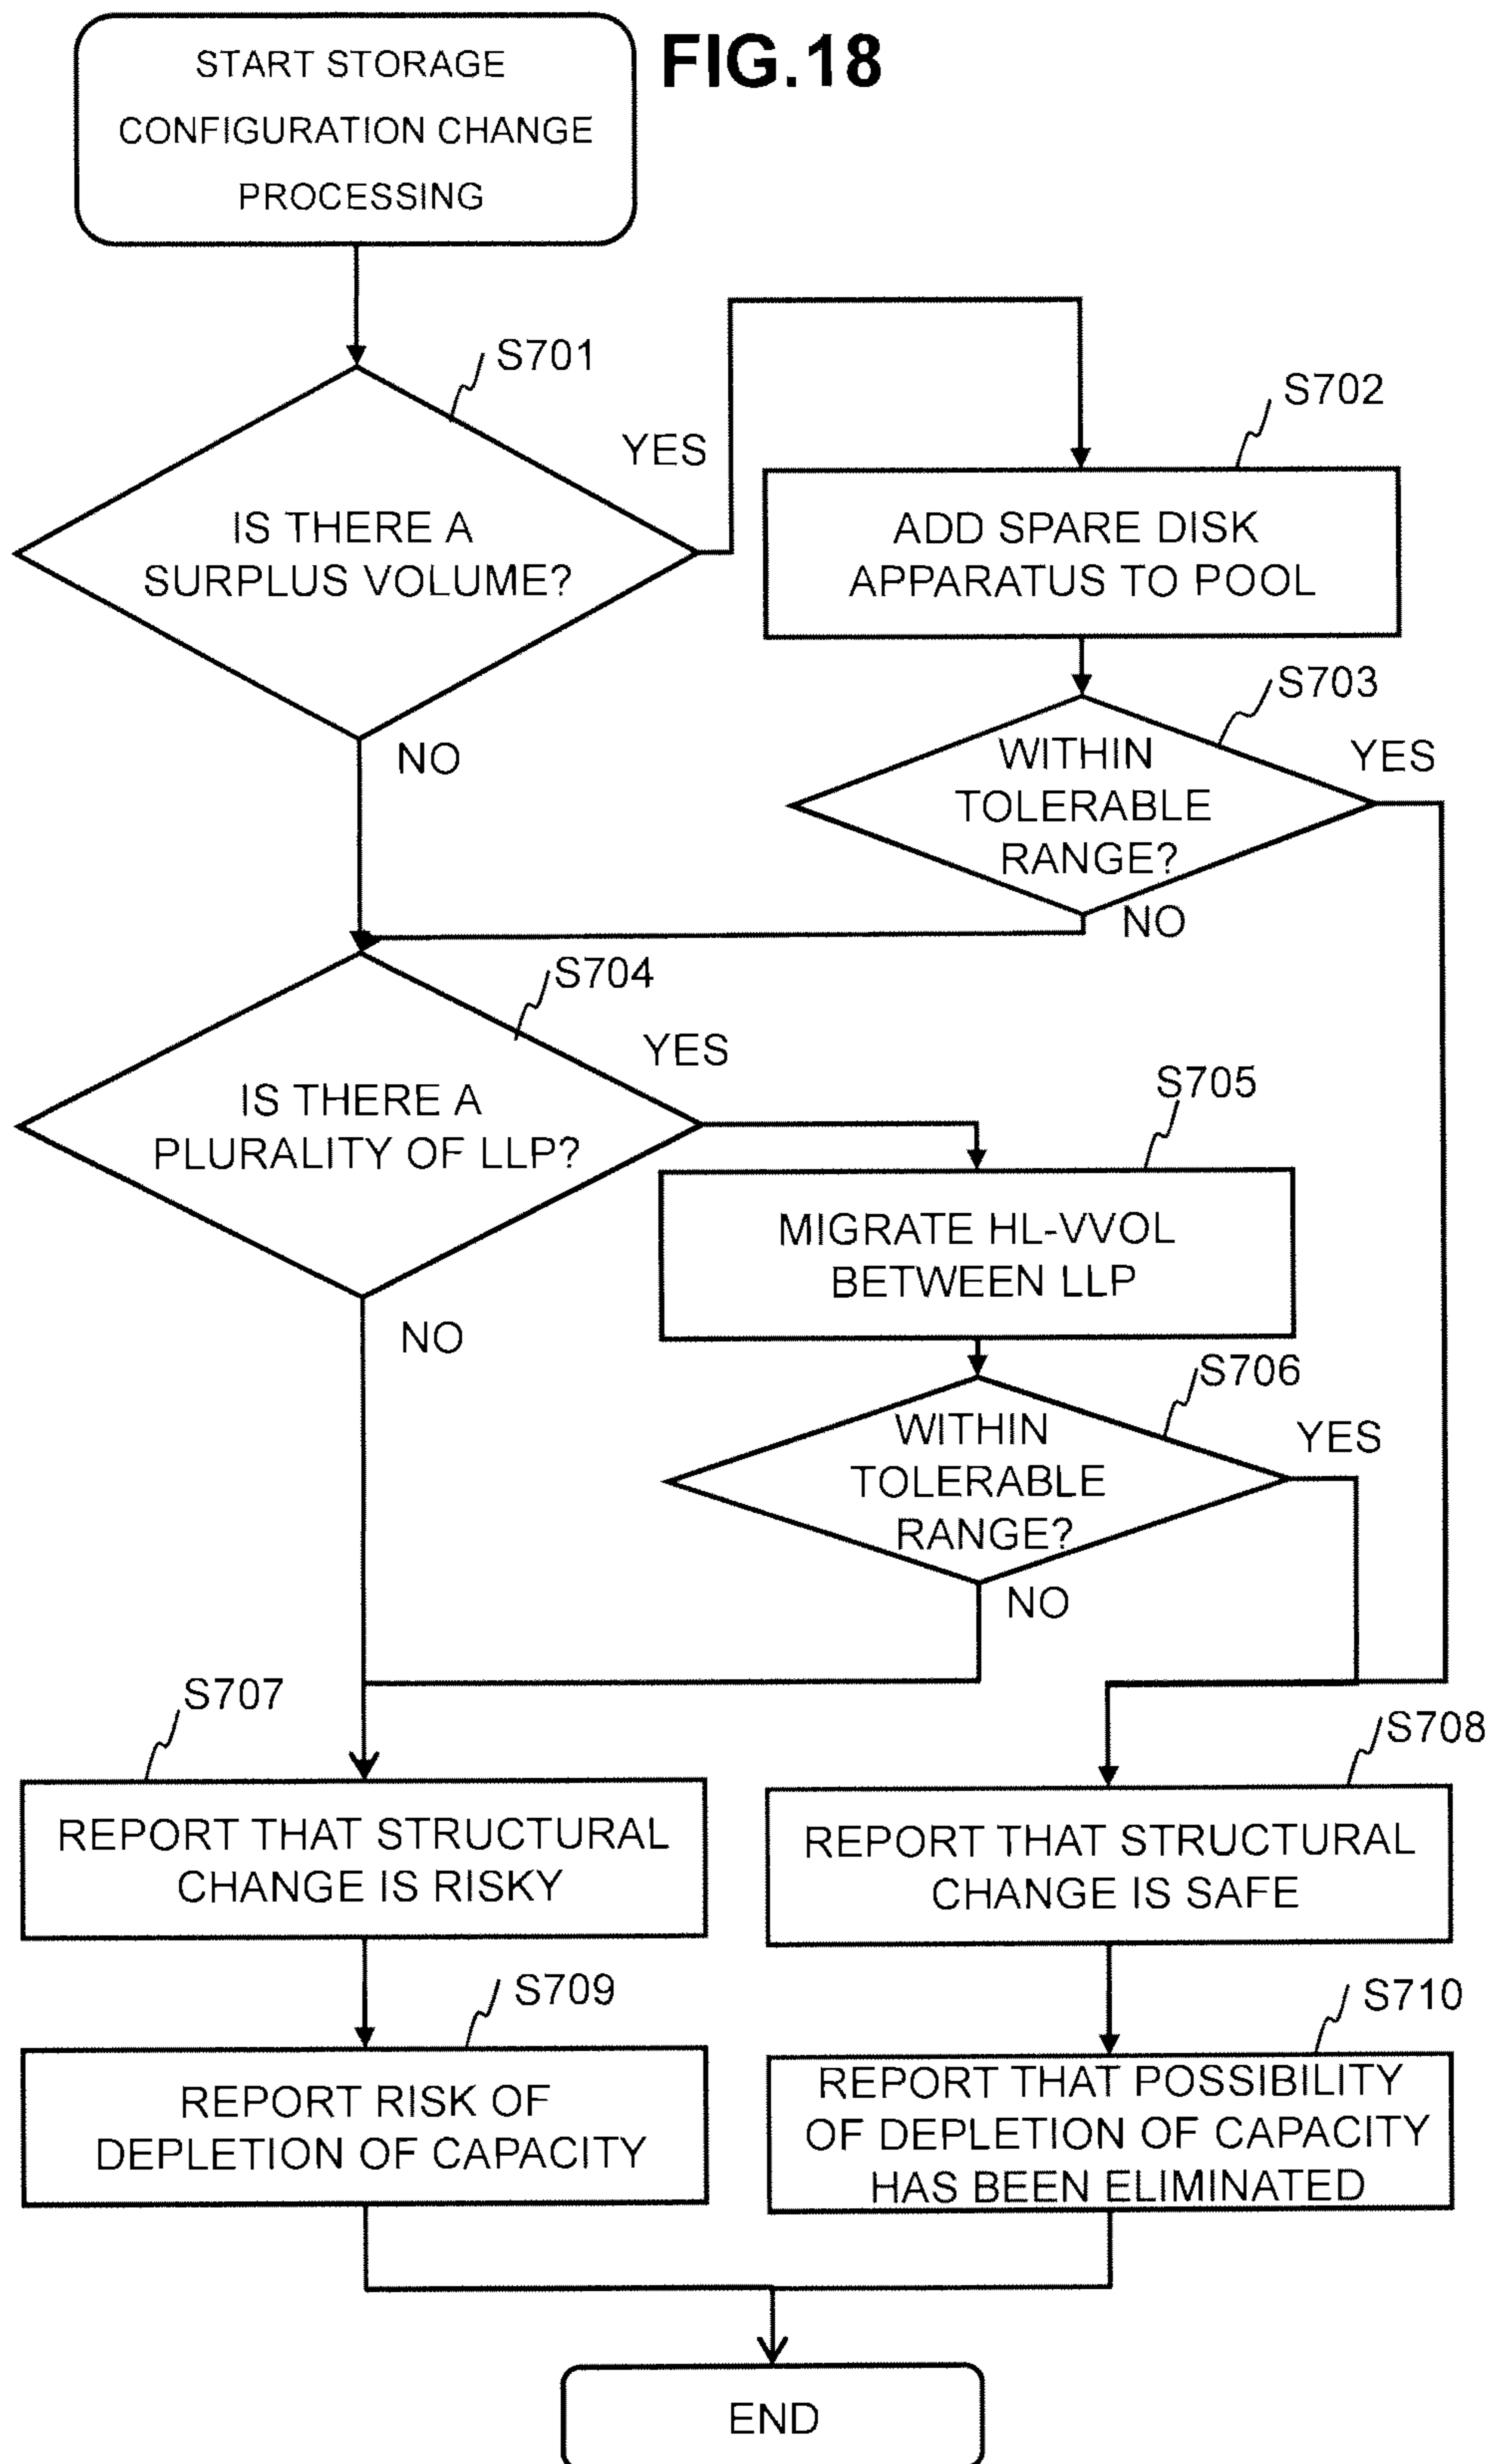 FIG.18
START STORAGE
CONFIGURATION CHANGE
PROCESSING
S701
YES
IS THERE A
SURPLUS VOLUME?
NO
S702
ADD SPARE DISK
APPARATUS TO POOL
S703
WITHIN
TOLERABLE
RANGE?
YES
NO
S704
YES
IS THERE A
PLURALITY OF LLP?
NO
S705
MIGRATE HL-VVOL
BETWEEN LLP
S706
WITHIN
TOLERABLE
RANGE?
YES
NO
S707
REPORT THAT STRUCTURAL
CHANGE IS RISKY
S708
REPORT THAT STRUCTURAL
CHANGE IS SAFE
S709
REPORT RISK OF
DEPLETION OF CAPACITY
S710
REPORT THAT POSSIBILITY
OF DEPLETION OF CAPACITY
HAS BEEN ELIMINATED
END